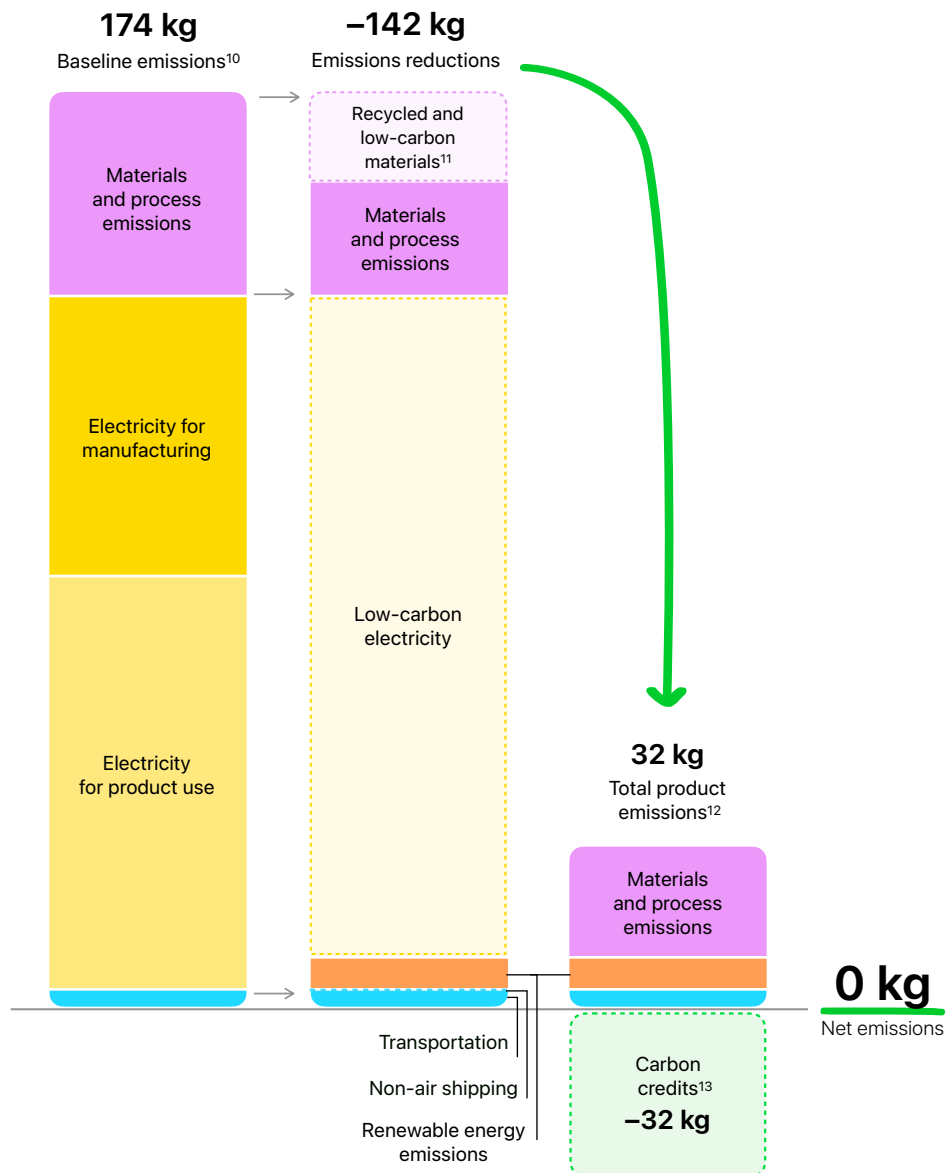 174 kg
Baseline emissions¹⁰
Materials
and process
emissions
Electricity for
manufacturing
Electricity
for product use
–142 kg
Emissions reductions
Recycled and
low-carbon
materials¹¹
Materials
and process
emissions
Low-carbon
electricity
Transportation
Non-air shipping
Renewable energy
emissions
32 kg
Total product
emissions¹²
Materials
and process
emissions
Carbon
credits¹³
–32 kg
0 kg
Net emissions